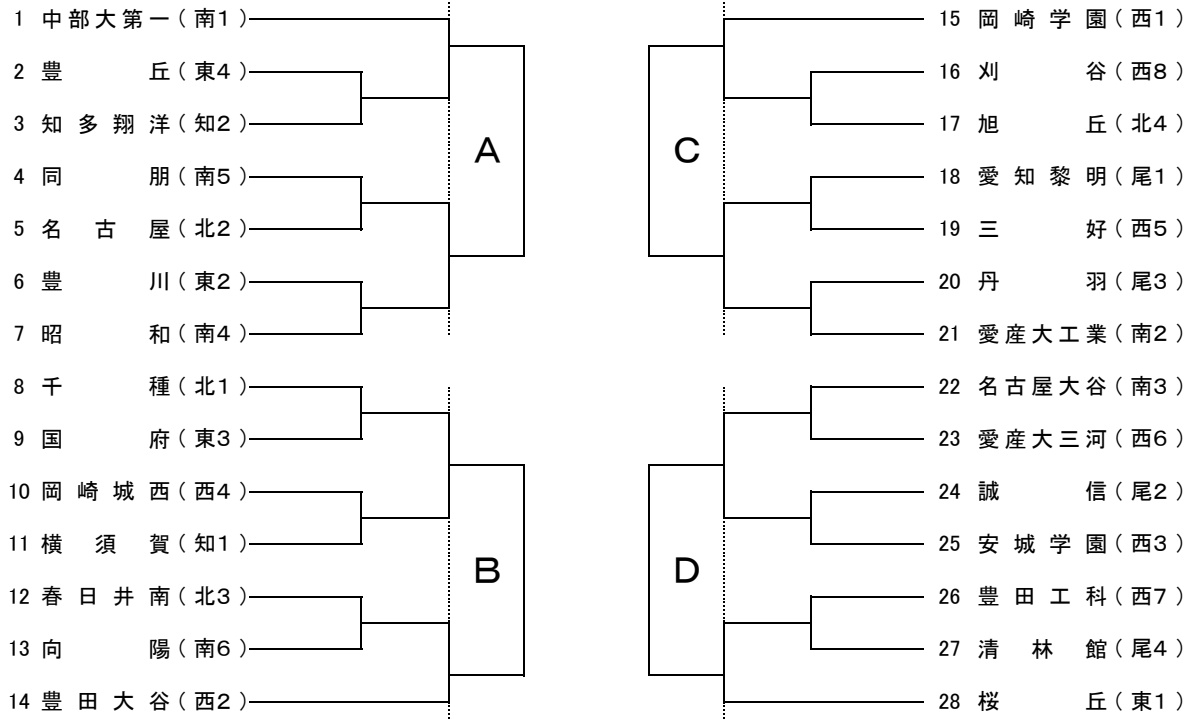 1 中部大第一(南1)
2 豊丘(東4)
3 知多翔洋(知2)
4 同朋(南5)
5 名古屋(北2)
6 豊川(東2)
7 昭和(南4)
A
8 千種(北1)
9 国府(東3)
10 岡崎城西(西4)
11 横須賀(知1)
12 春日井南(北3)
13 向陽(南6)
14 豊田大谷(西2)
B
15 岡崎学園(西1)
16 刈谷(西8)
17 旭丘(北4)
18 愛知黎明(尾1)
19 三好(西5)
20 丹羽(尾3)
21 愛産大工業(南2)
C
22 名古屋大谷(南3)
23 愛産大三河(西6)
24 誠信(尾2)
25 安城学園(西3)
26 豊田工科(西7)
27 清林館(尾4)
28 桜丘(東1)
D